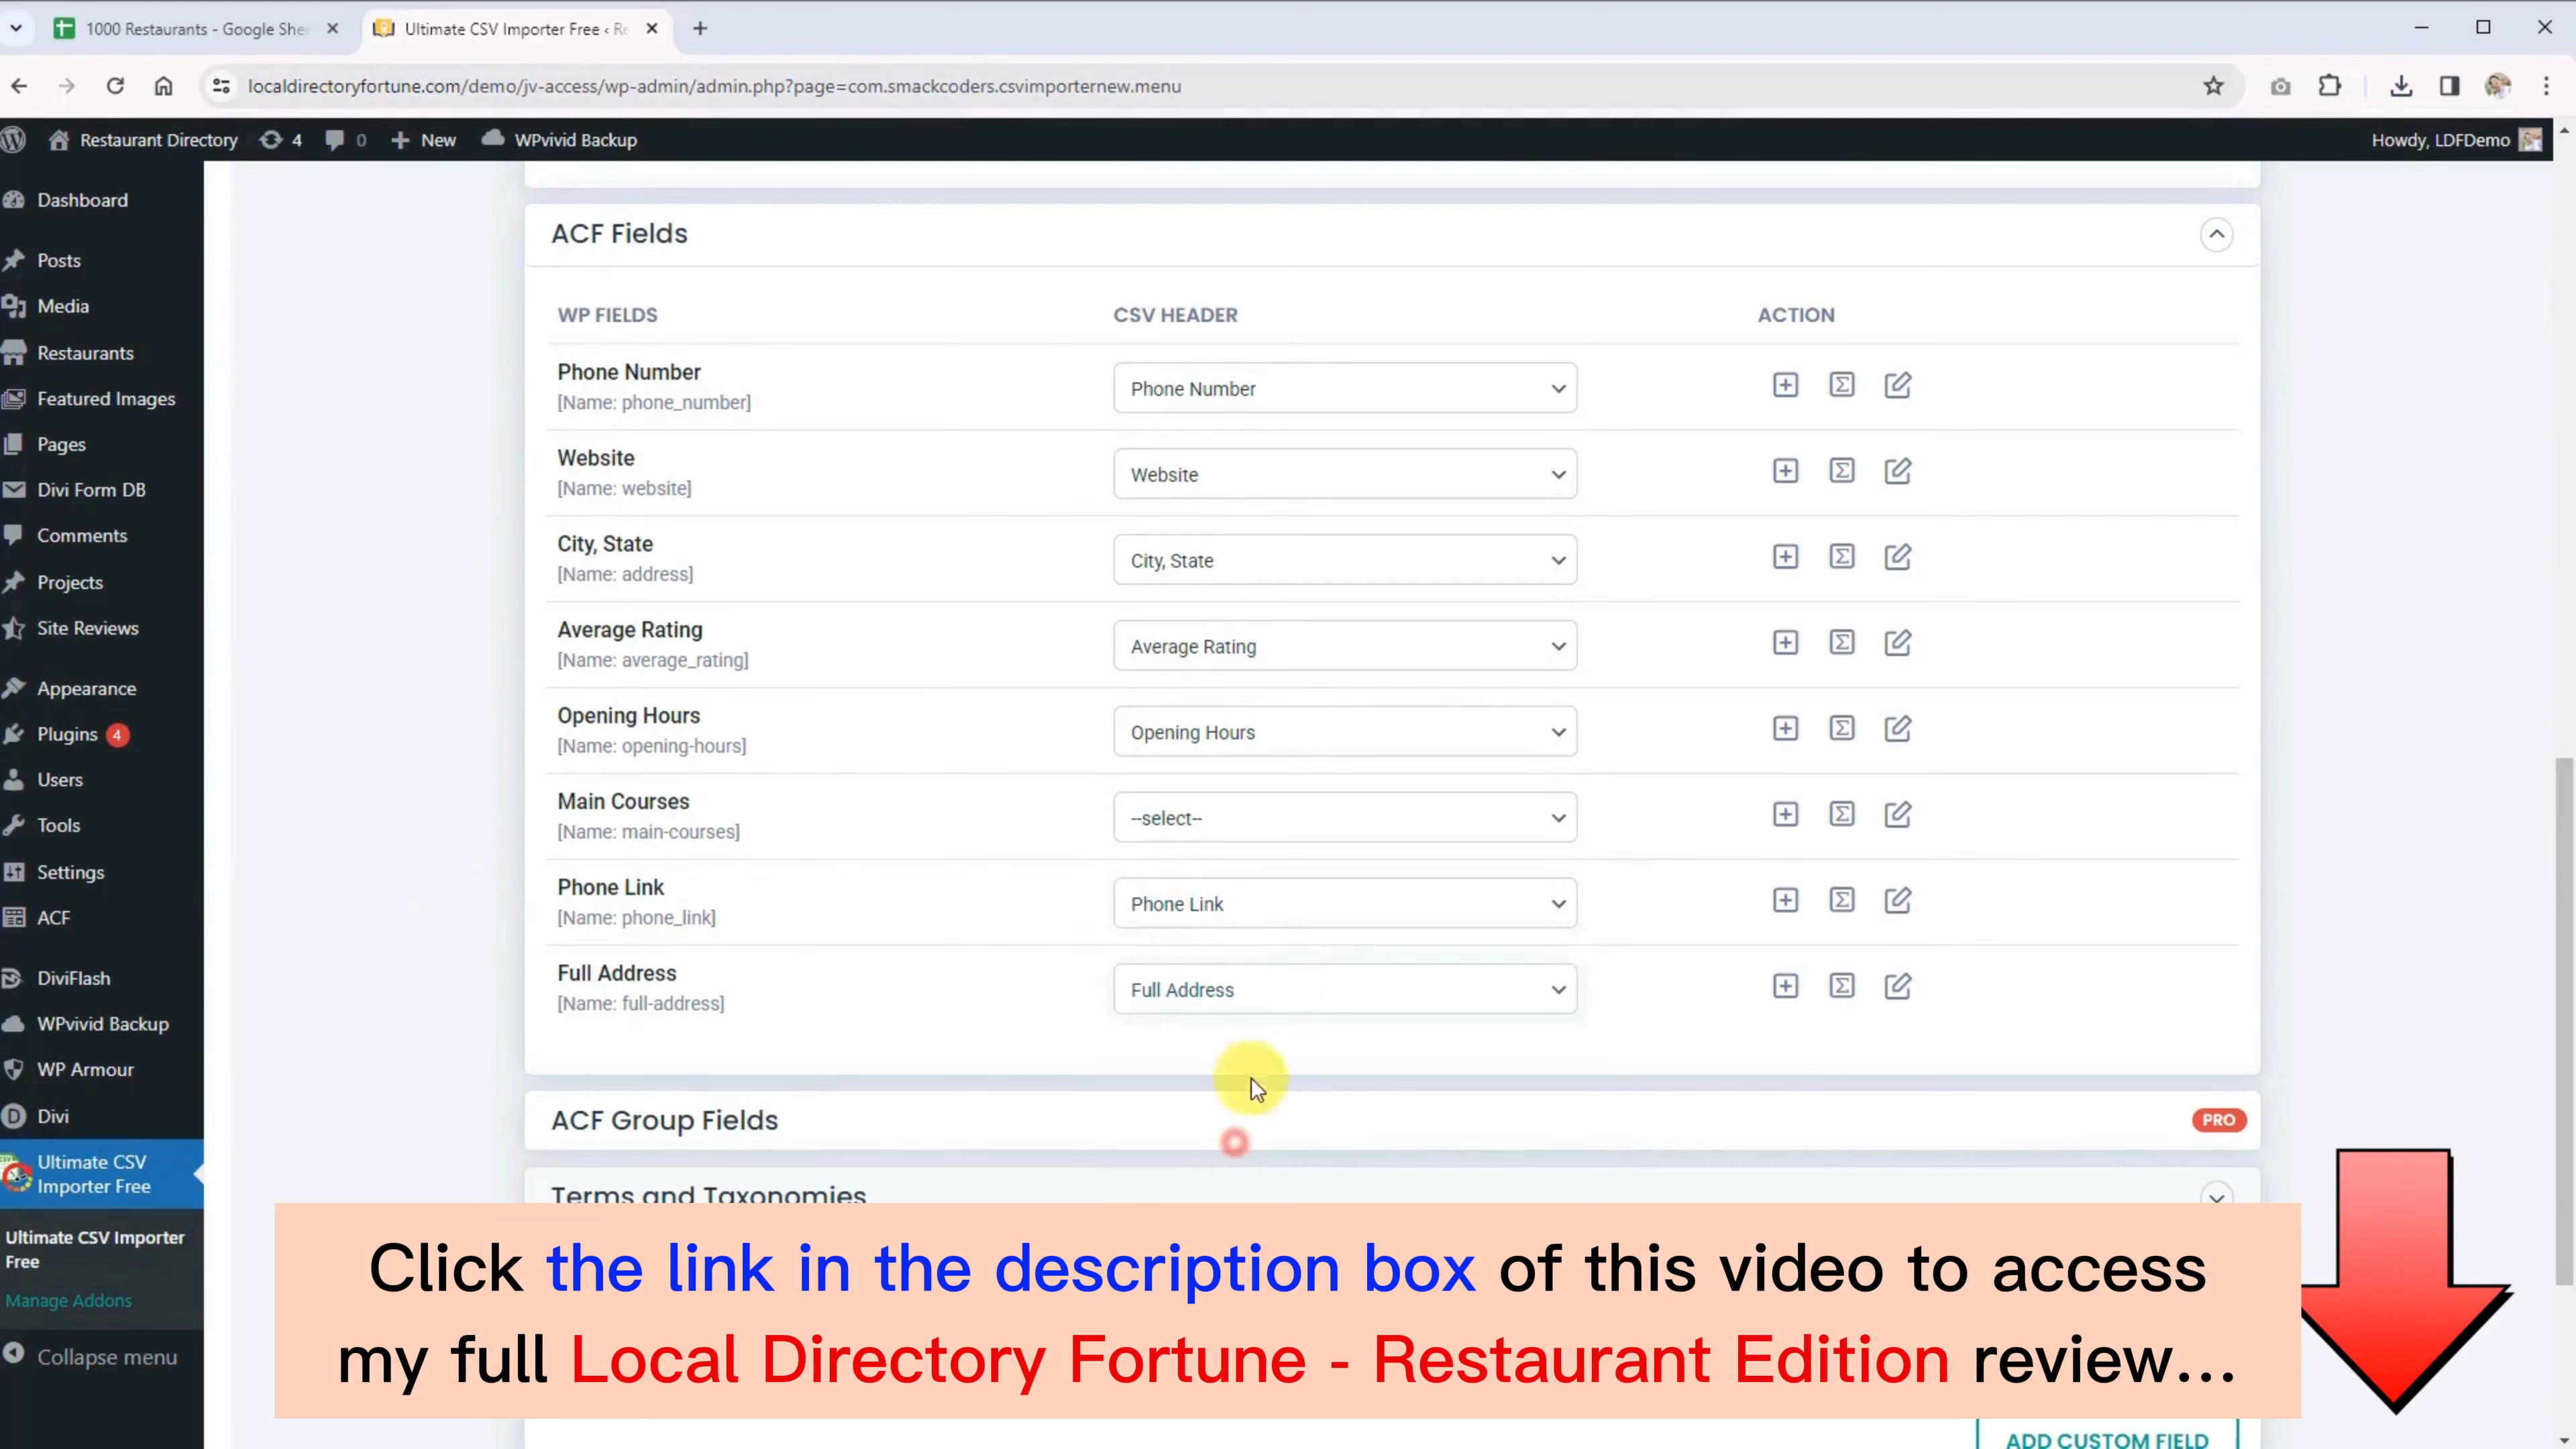 1000 Restaurants - Google She
Ultimate CSV Importer Free ‹ Re
localdirectoryfortune.com/demo/jv-access/wp-admin/admin.php?page=com.smackcoders.csvimporternew.menu
Restaurant Directory
4
0
New
WPvivid Backup
Howdy, LDFDemo
Dashboard
Posts
Media
Restaurants
Featured Images
Pages
Divi Form DB
Comments
Projects
Site Reviews
Appearance
Plugins 4
Users
Tools
Settings
ACF
DiviFlash
WPvivid Backup
WP Armour
Divi
Ultimate CSV
Importer Free
Ultimate CSV Importer
Free
Manage Addons
Collapse menu
ACF Fields
WP FIELDS
CSV HEADER
ACTION
Phone Number
[Name: phone_number]
Phone Number
Website
[Name: website]
Website
City, State
[Name: address]
City, State
Average Rating
[Name: average_rating]
Average Rating
Opening Hours
[Name: opening-hours]
Opening Hours
Main Courses
[Name: main-courses]
--select--
Phone Link
[Name: phone_link]
Phone Link
Full Address
[Name: full-address]
Full Address
ACF Group Fields
PRO
Terms and Taxonomies
Click the link in the description box of this video to access
my full Local Directory Fortune - Restaurant Edition review...
ADD CUSTOM FIELD